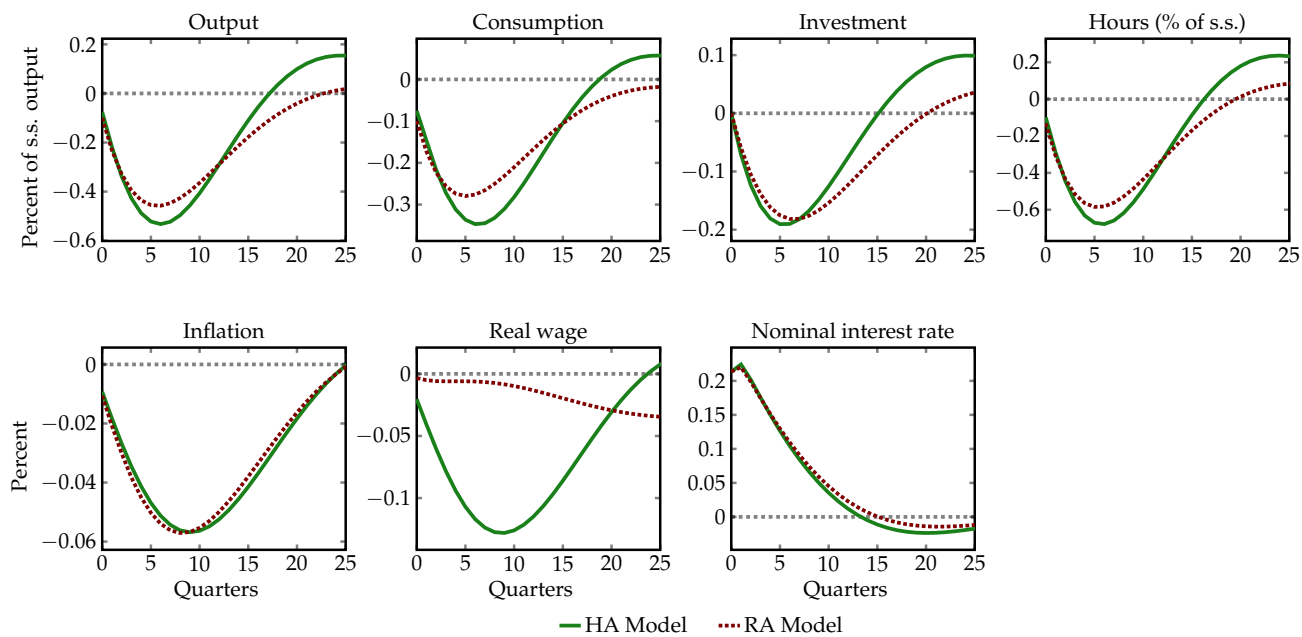 Output
Consumption
Investment
Hours (% of s.s.)
Percent of s.s. output
0.2
0
−0.2
−0.4
−0.6
0 5 10 15 20 25
0
−0.1
−0.2
−0.3
0 5 10 15 20 25
0.1
0
−0.1
−0.2
0 5 10 15 20 25
0.2
0
−0.2
−0.4
−0.6
0 5 10 15 20 25
Inflation
Real wage
Nominal interest rate
Percent
0
−0.02
−0.04
−0.06
0 5 10 15 20 25
Quarters
0
−0.05
−0.1
0 5 10 15 20 25
Quarters
0.2
0.15
0.1
0.05
0
0 5 10 15 20 25
Quarters
HA Model
RA Model